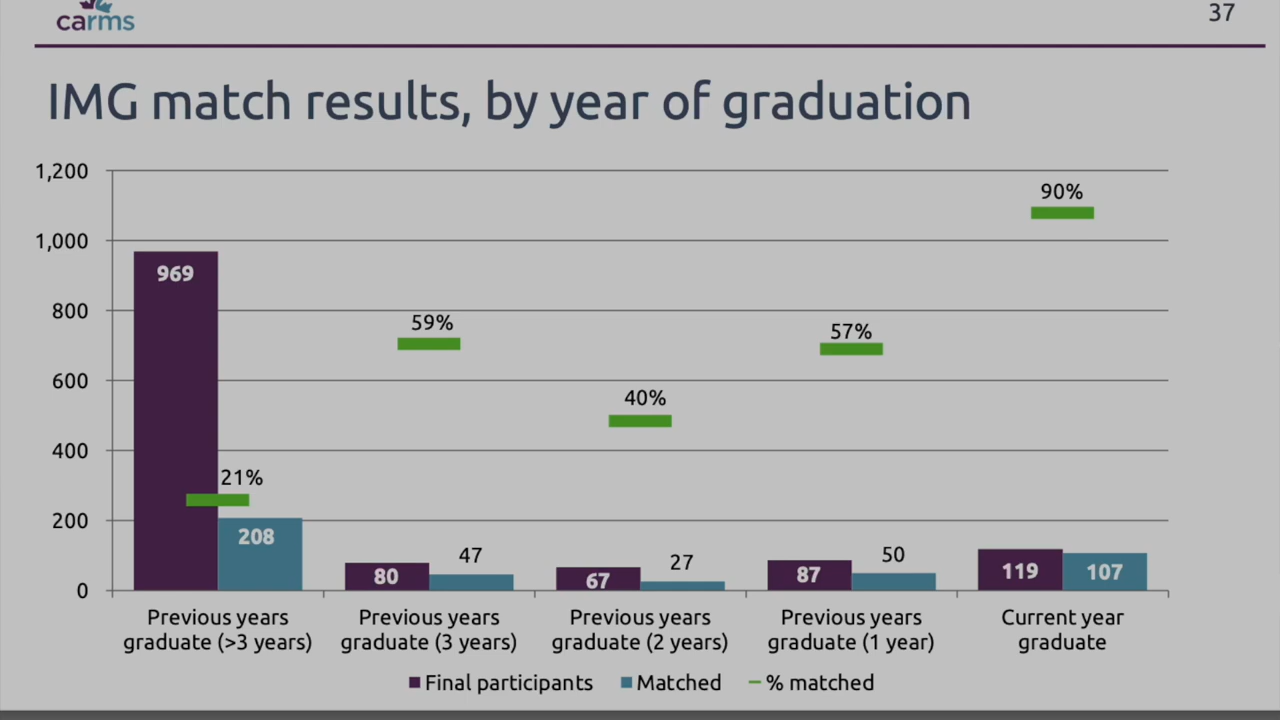 carms
37
IMG match results, by year of graduation
1,200
1,000
800
600
400
200
0
969
21%
208
59%
80
47
40%
67
27
57%
87
50
90%
119
107
Previous years
graduate (>3 years)
Previous years
graduate (3 years)
Previous years
graduate (2 years)
Previous years
graduate (1 year)
Current year
graduate
Final participants
Matched
% matched